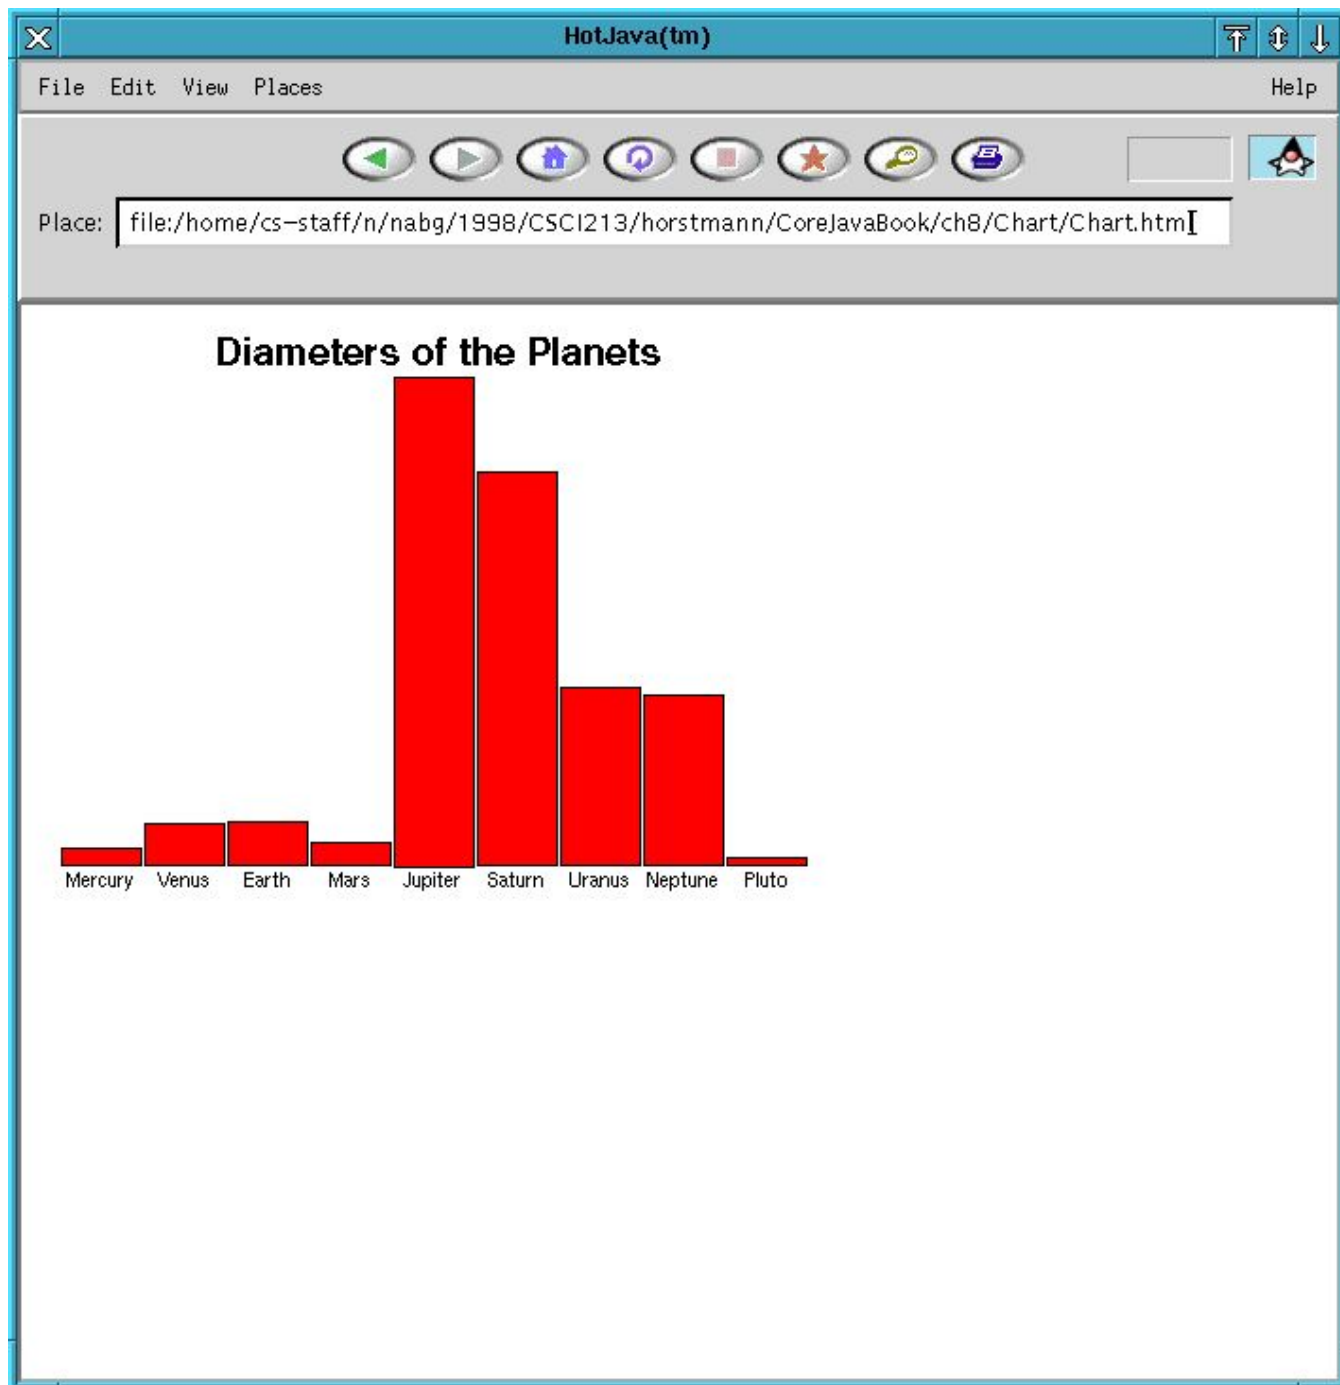 HotJava(tm)
File Edit View Places Help
Place: file:/home/cs-staff/n/nabg/1998/CSCI213/horstmann/CoreJavaBook/ch8/Chart/Chart.htm
Diameters of the Planets
Mercury Venus Earth Mars Jupiter Saturn Uranus Neptune Pluto